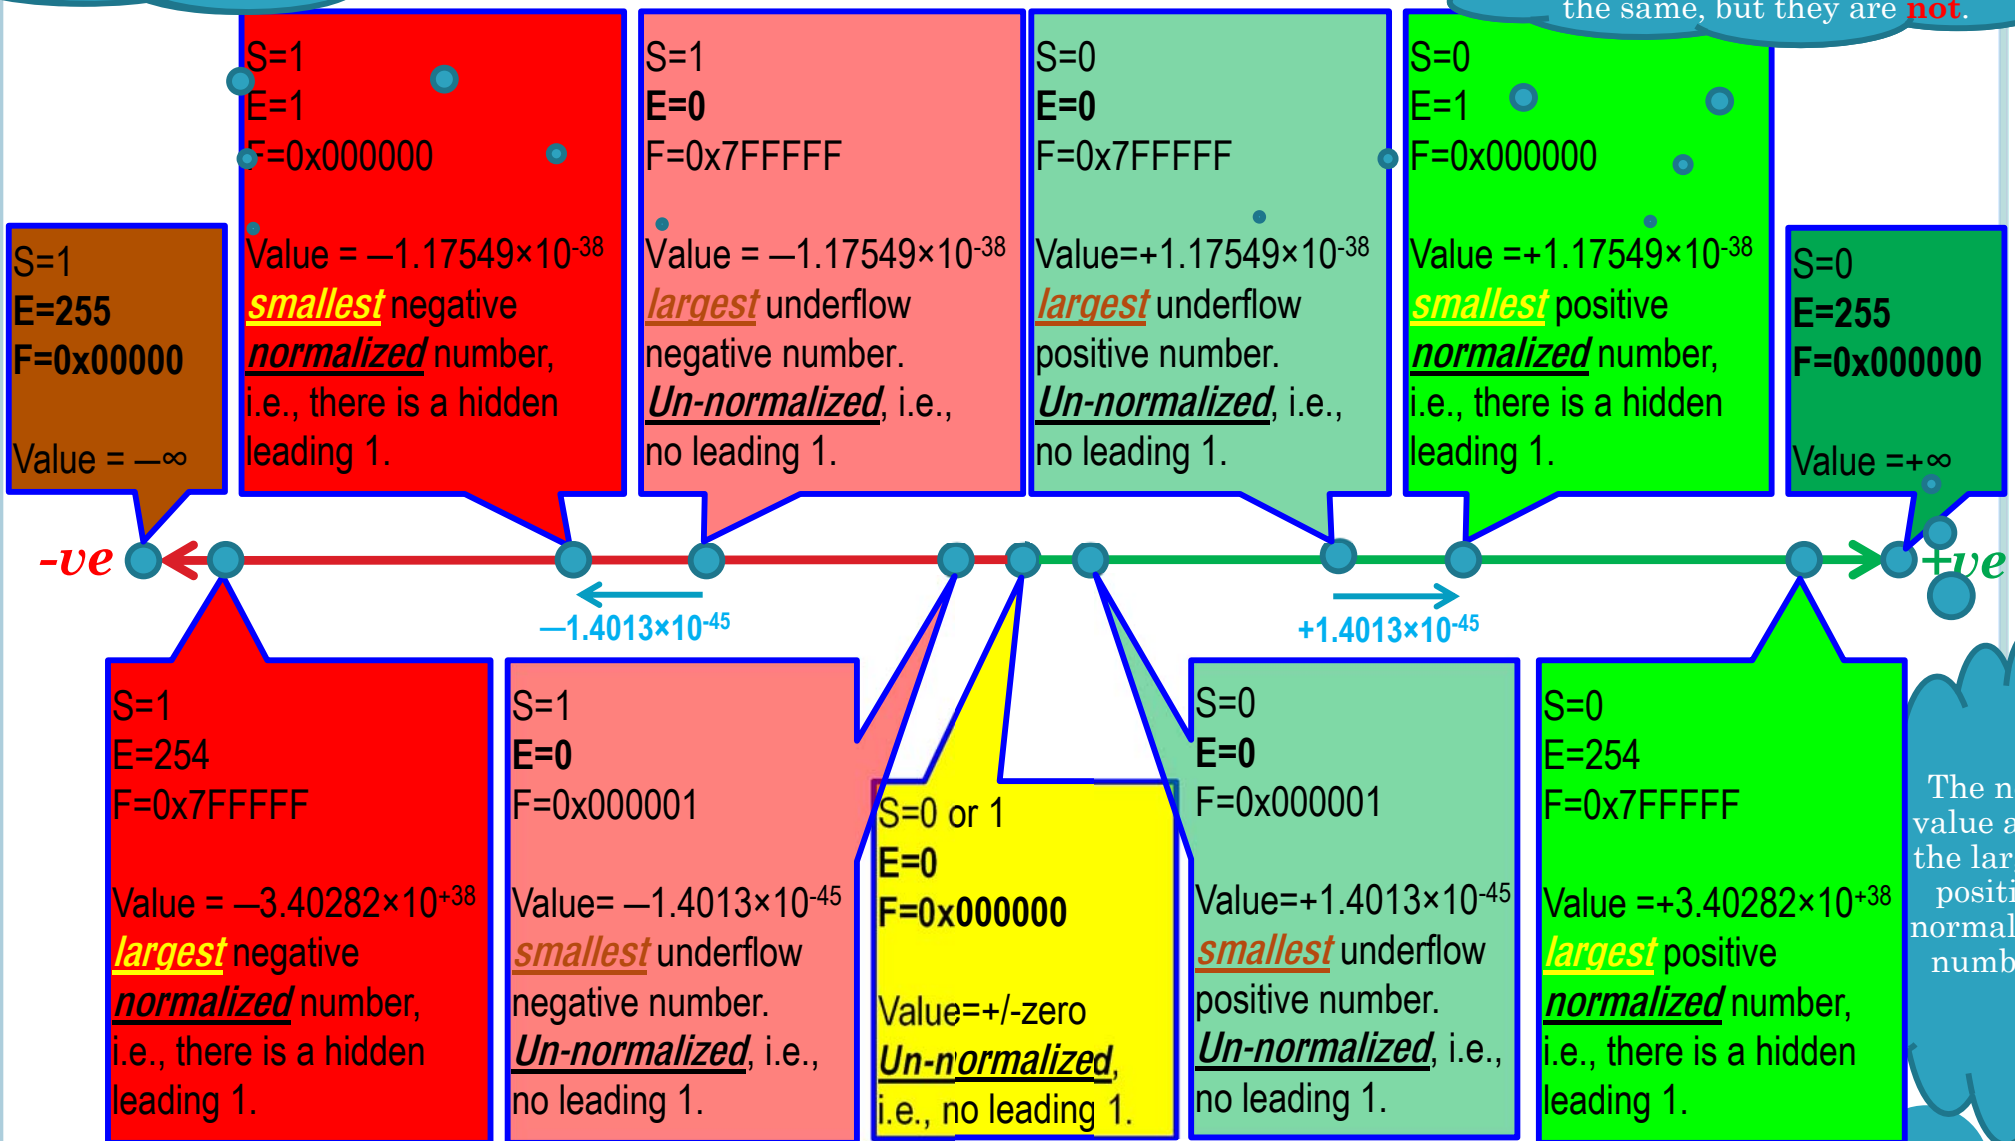 the same, but they are not.
S=1
E=1
F=0x000000
Value = —1.17549×10-38
smallest negative
normalized number,
i.e., there is a hidden
leading 1.
S=1
E=0
F=0x7FFFFF
Value = —1.17549×10-38
largest underflow
negative number.
Un-normalized, i.e.,
no leading 1.
S=0
E=0
F=0x7FFFFF
Value=+1.17549×10-38
largest underflow
positive number.
Un-normalized, i.e.,
no leading 1.
S=0
E=1
F=0x000000
Value =+1.17549×10-38
smallest positive
normalized number,
i.e., there is a hidden
leading 1.
S=1
E=255
F=0x00000
Value = —∞
S=0
E=255
F=0x000000
Value =+∞
-ve
+ve
—1.4013×10-45
+1.4013×10-45
S=1
E=254
F=0x7FFFFF
Value = —3.40282×10+38
largest negative
normalized number,
i.e., there is a hidden
leading 1.
S=1
E=0
F=0x000001
Value= —1.4013×10-45
smallest underflow
negative number.
Un-normalized, i.e.,
no leading 1.
S=0 or 1
E=0
F=0x000000
Value=+/-zero
Un-normalized,
i.e., no leading 1.
S=0
E=0
F=0x000001
Value=+1.4013×10-45
smallest underflow
positive number.
Un-normalized, i.e.,
no leading 1.
S=0
E=254
F=0x7FFFFF
Value =+3.40282×10+38
largest positive
normalized number,
i.e., there is a hidden
leading 1.
The
value
the